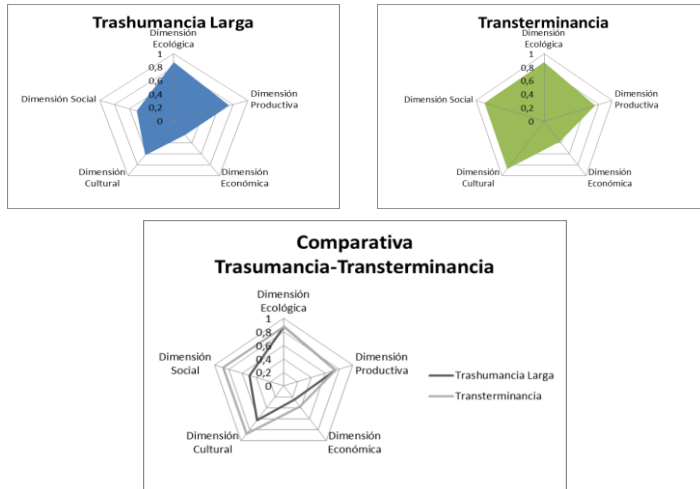 Trashumancia Larga
Dimensión
Ecológica
1
0,8
0,6
0,4
0,2
0
Dimensión
Productiva
Dimensión
Económica
Dimensión
Cultural
Dimensión Social
Transterminancia
Dimensión
Ecológica
1
0,8
0,6
0,4
0,2
0
Dimensión
Productiva
Dimensión
Económica
Dimensión
Cultural
Dimensión Social
Comparativa
Trasumancia-Transterminancia
Dimensión
Ecológica
1
0,8
0,6
0,4
0,2
0
Dimensión
Productiva
Dimensión
Económica
Dimensión
Cultural
Dimensión
Social
Trashumancia Larga
Transterminancia